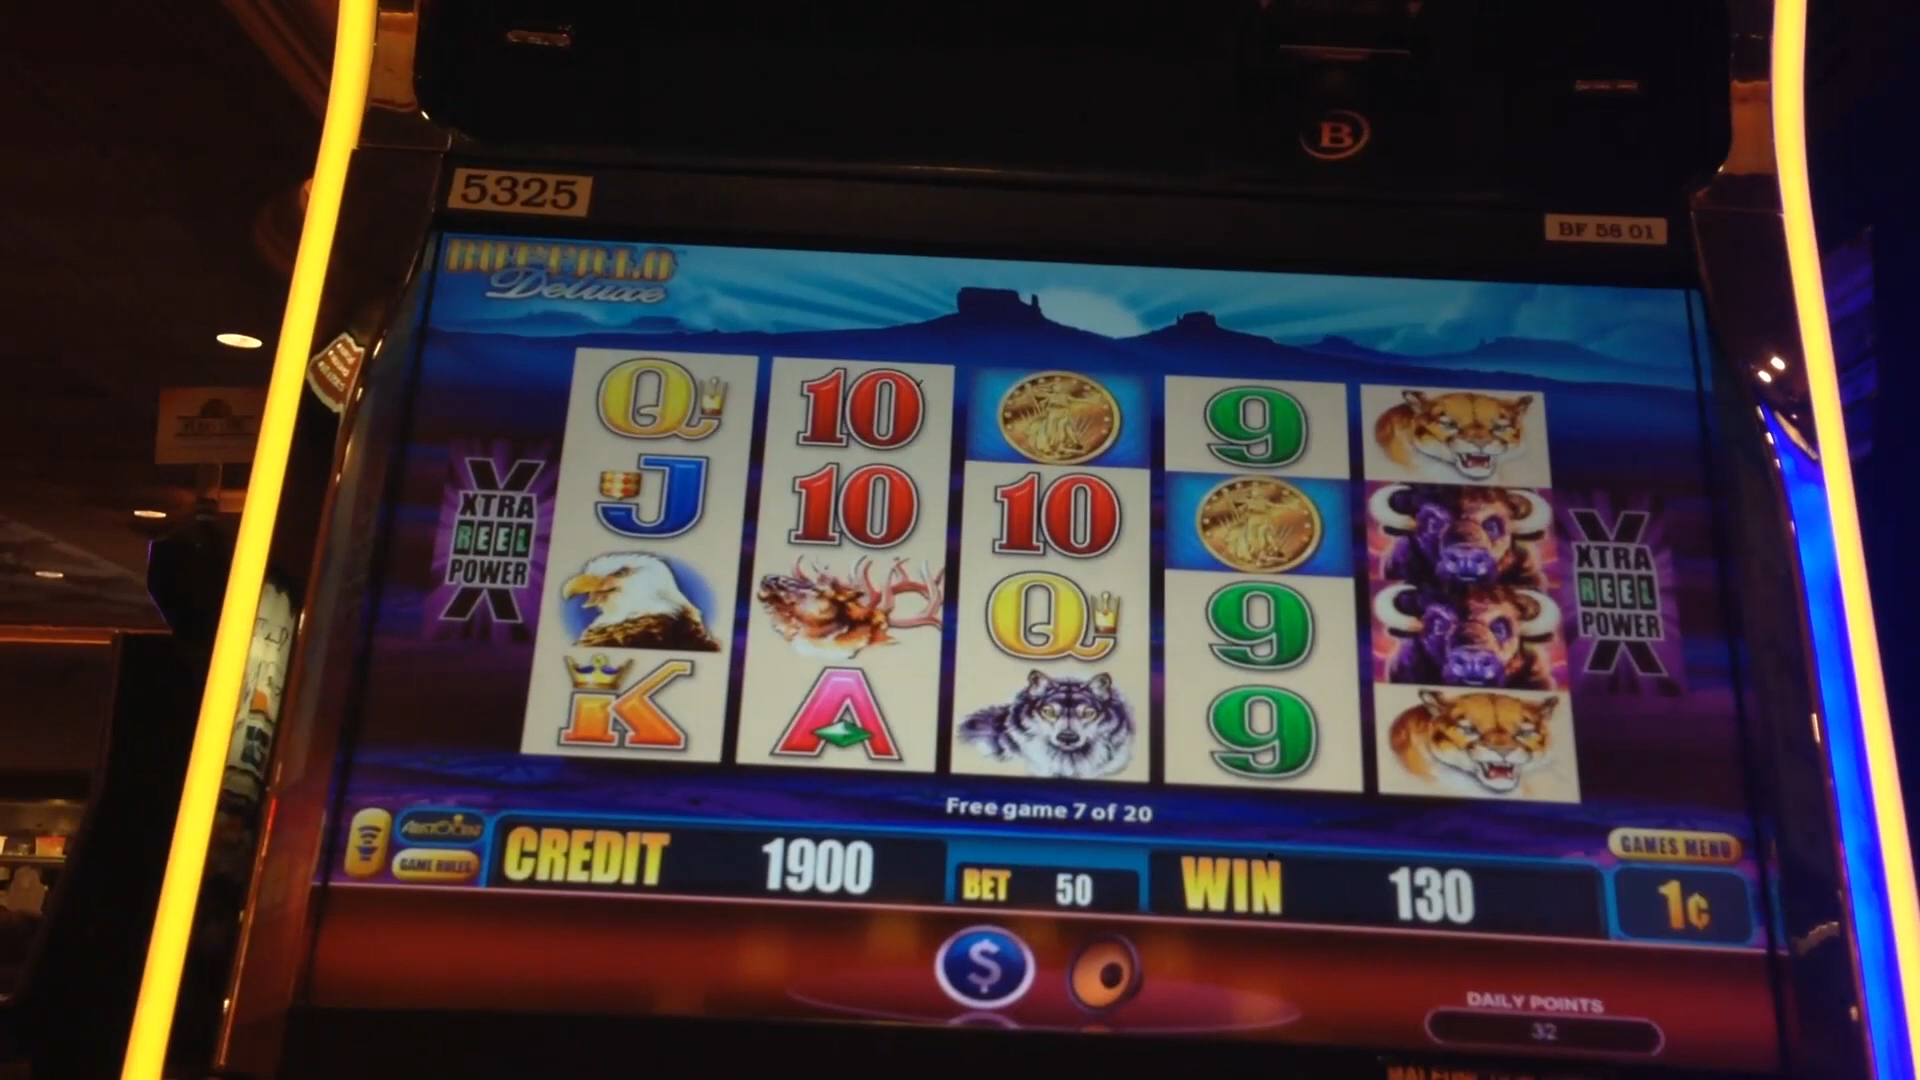 B
5325
BF 58 01
BUFFALO
Deluxe
Q 10 9
J 10 10
K A Q 9
9
XTRA
REEL
POWER
XTRA
REEL
POWER
Free game 7 of 20
GAMES MENU
ARISTOCRAT
GAME RULES
CREDIT 1900 BET 50 WIN 130 1¢
$
DAILY POINTS
32